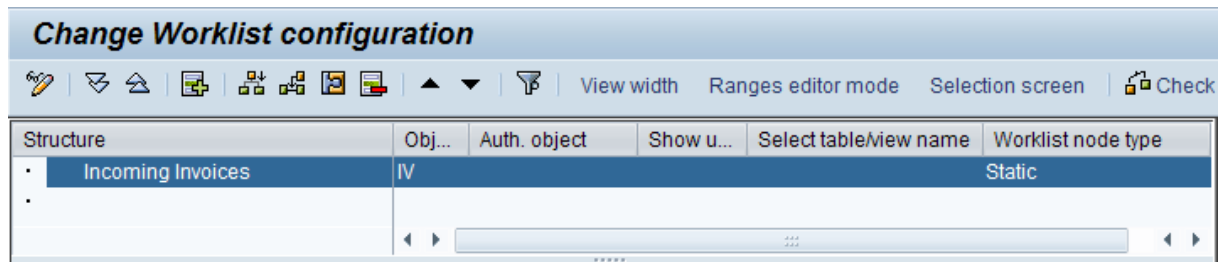 Change Worklist configuration
View width Ranges editor mode Selection screen Check
Structure Obj... Auth. object Show u... Select table/view name Worklist node type
Incoming Invoices IV Static